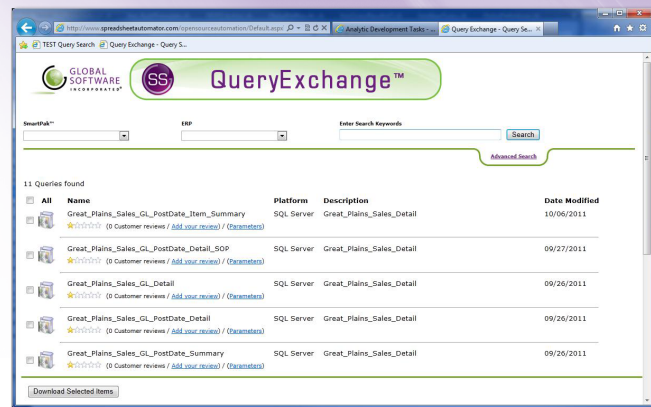 http://www.spreadsheetautomator.com/opensourceautomation/Default.aspx
Analytic Development Tasks - ...
Query Exchange - Query Se...
TEST Query Search
Query Exchange - Query S...
GLOBAL
SOFTWARE
INCORPORATED
SS
QueryExchange™
SmartPak™
ERP
Enter Search Keywords
Search
Advanced Search
11 Queries found
All Name Platform Description Date Modified
Great_Plains_Sales_GL_PostDate_Item_Summary SQL Server Great_Plains_Sales_Detail 10/06/2011
(0 Customer reviews / Add your review) / (Parameters)
Great_Plains_Sales_GL_PostDate_Detail_SOP SQL Server Great_Plains_Sales_Detail 09/27/2011
(0 Customer reviews / Add your review) / (Parameters)
Great_Plains_Sales_GL_Detail SQL Server Great_Plains_Sales_Detail 09/26/2011
(0 Customer reviews / Add your review) / (Parameters)
Great_Plains_Sales_GL_PostDate_Detail SQL Server Great_Plains_Sales_Detail 09/26/2011
(0 Customer reviews / Add your review) / (Parameters)
Great_Plains_Sales_GL_PostDate_Summary SQL Server Great_Plains_Sales_Detail 09/26/2011
(0 Customer reviews / Add your review) / (Parameters)
Download Selected Items